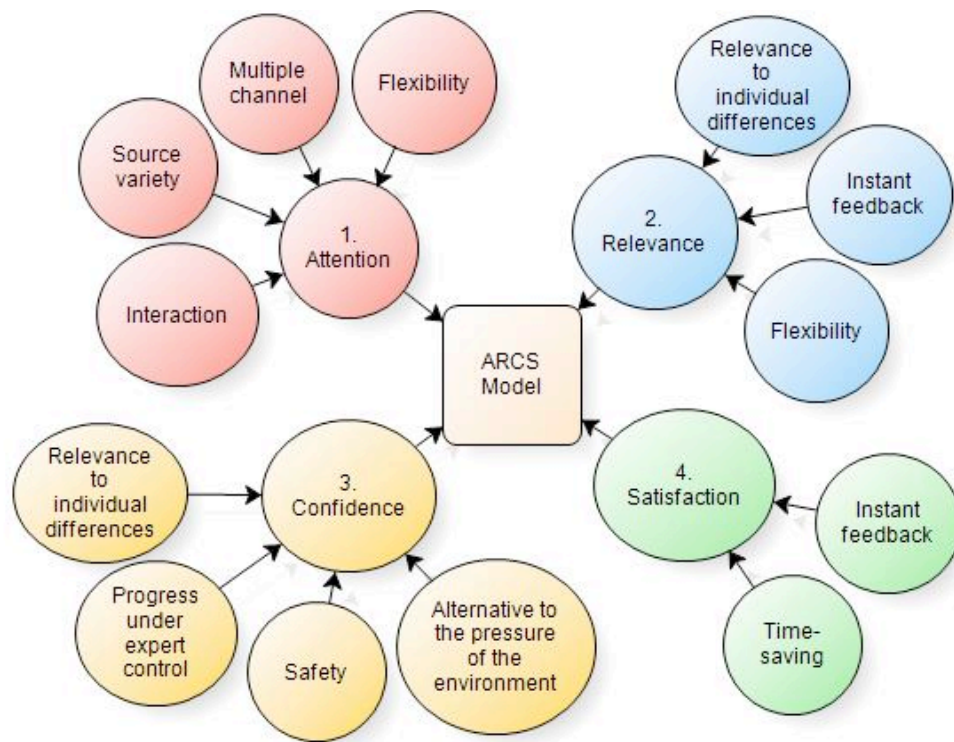 Multiple
channel
Flexibility
Source
variety
Interaction
1.
Attention
Relevance
to
individual
differences
Instant
feedback
Flexibility
2.
Relevance
ARCS
Model
Relevance
to
individual
differences
Progress
under
expert
control
Safety
Alternative to
the pressure
of the
environment
3.
Confidence
4.
Satisfaction
Instant
feedback
Time-
saving